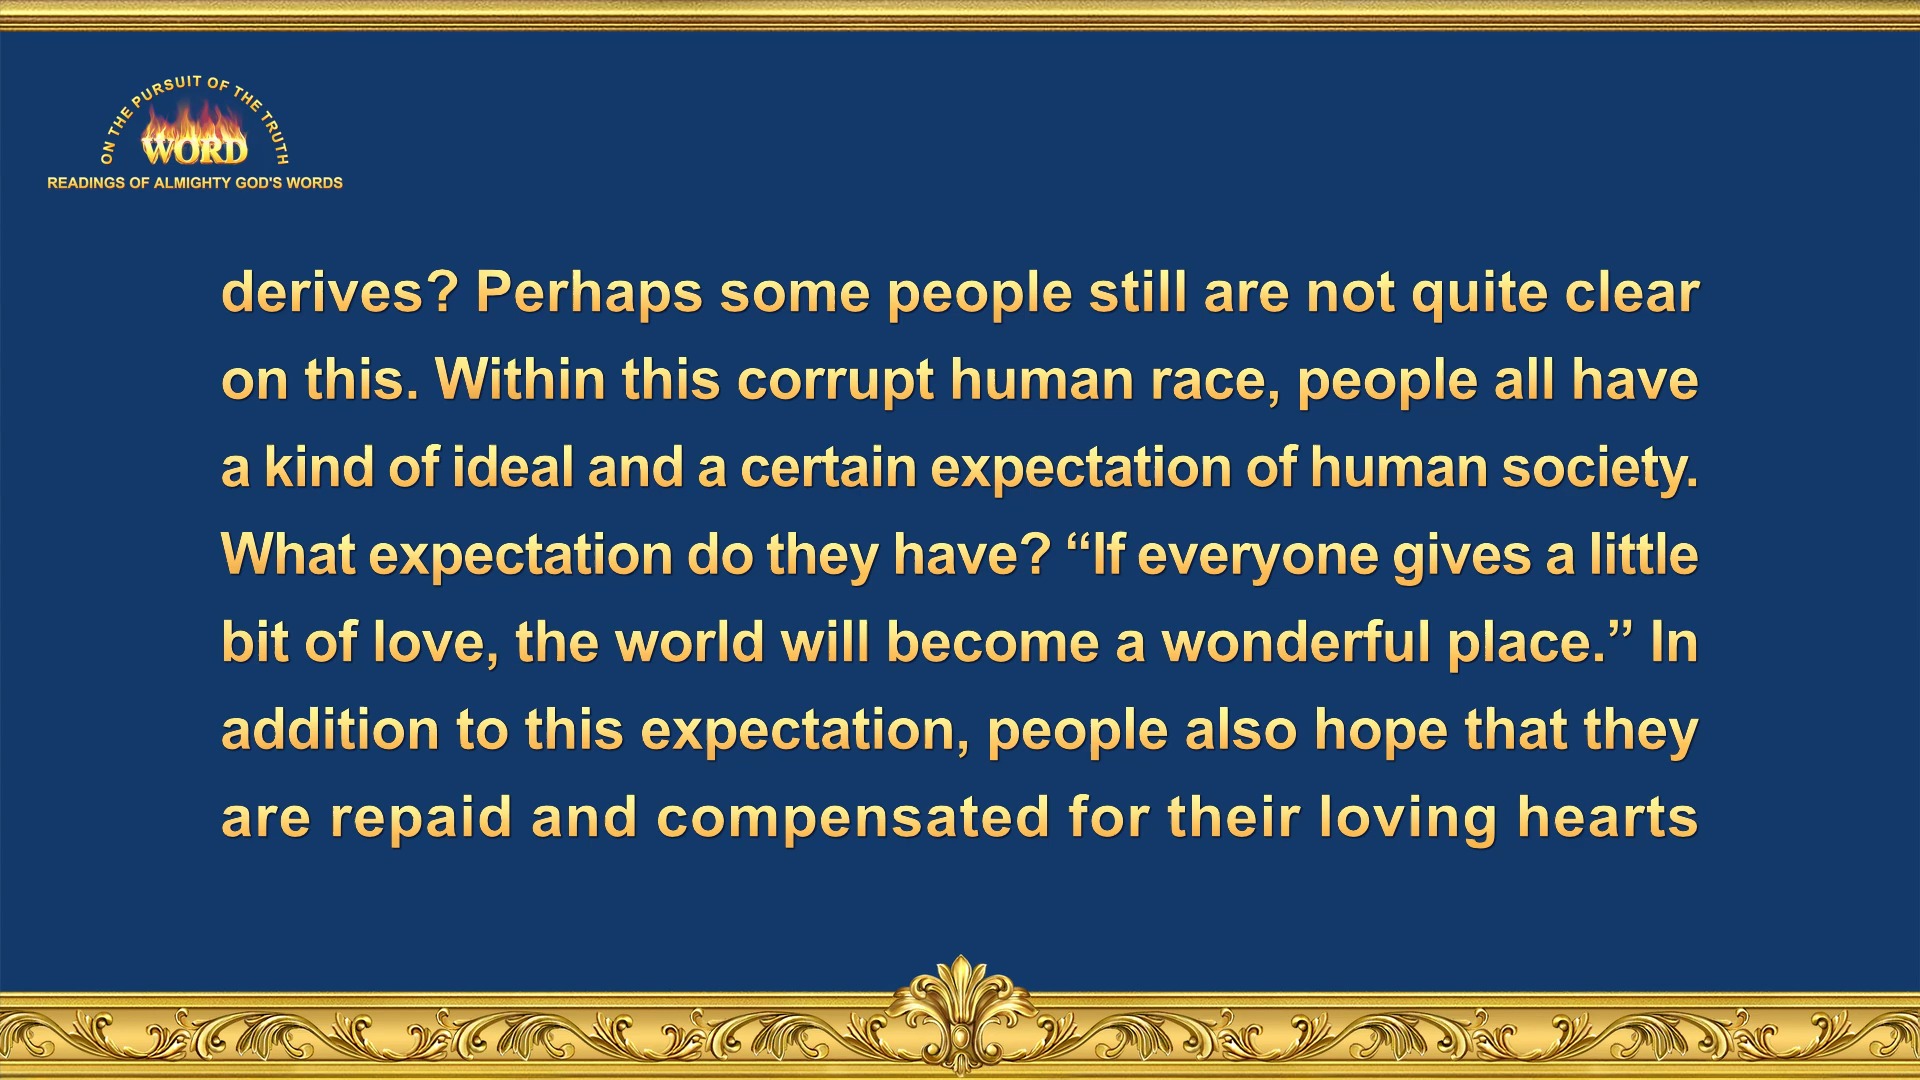 ON THE PURSUIT OF THE TRUTH
WORD
READINGS OF ALMIGHTY GOD'S WORDS
derives? Perhaps some people still are not quite clear
on this. Within this corrupt human race, people all have
a kind of ideal and a certain expectation of human society.
What expectation do they have? “If everyone gives a little
bit of love, the world will become a wonderful place.” In
addition to this expectation, people also hope that they
are repaid and compensated for their loving hearts